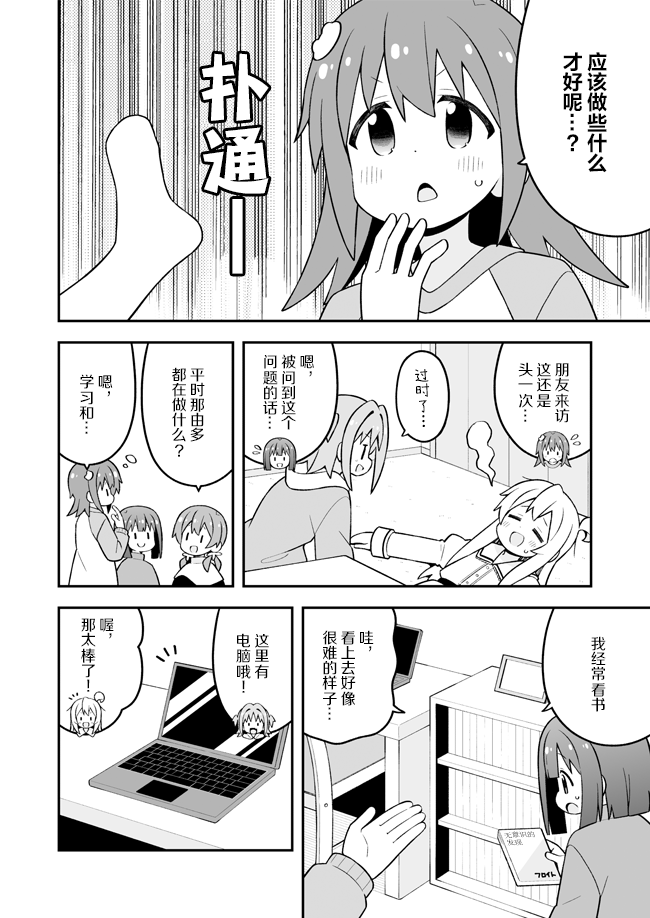 应该做些什么
才好呢…？
扑通—
朋友来访
这还是
头一次…
过时了…
嗯，
被问到这个
问题的话…
平时那由多
都在做什么？
嗯，
学习和…
我经常看书
哇，
看上去好像
很难的样子…
无意识的
发现
フロイト
这里有
电脑哦！
喔，
那太棒了！